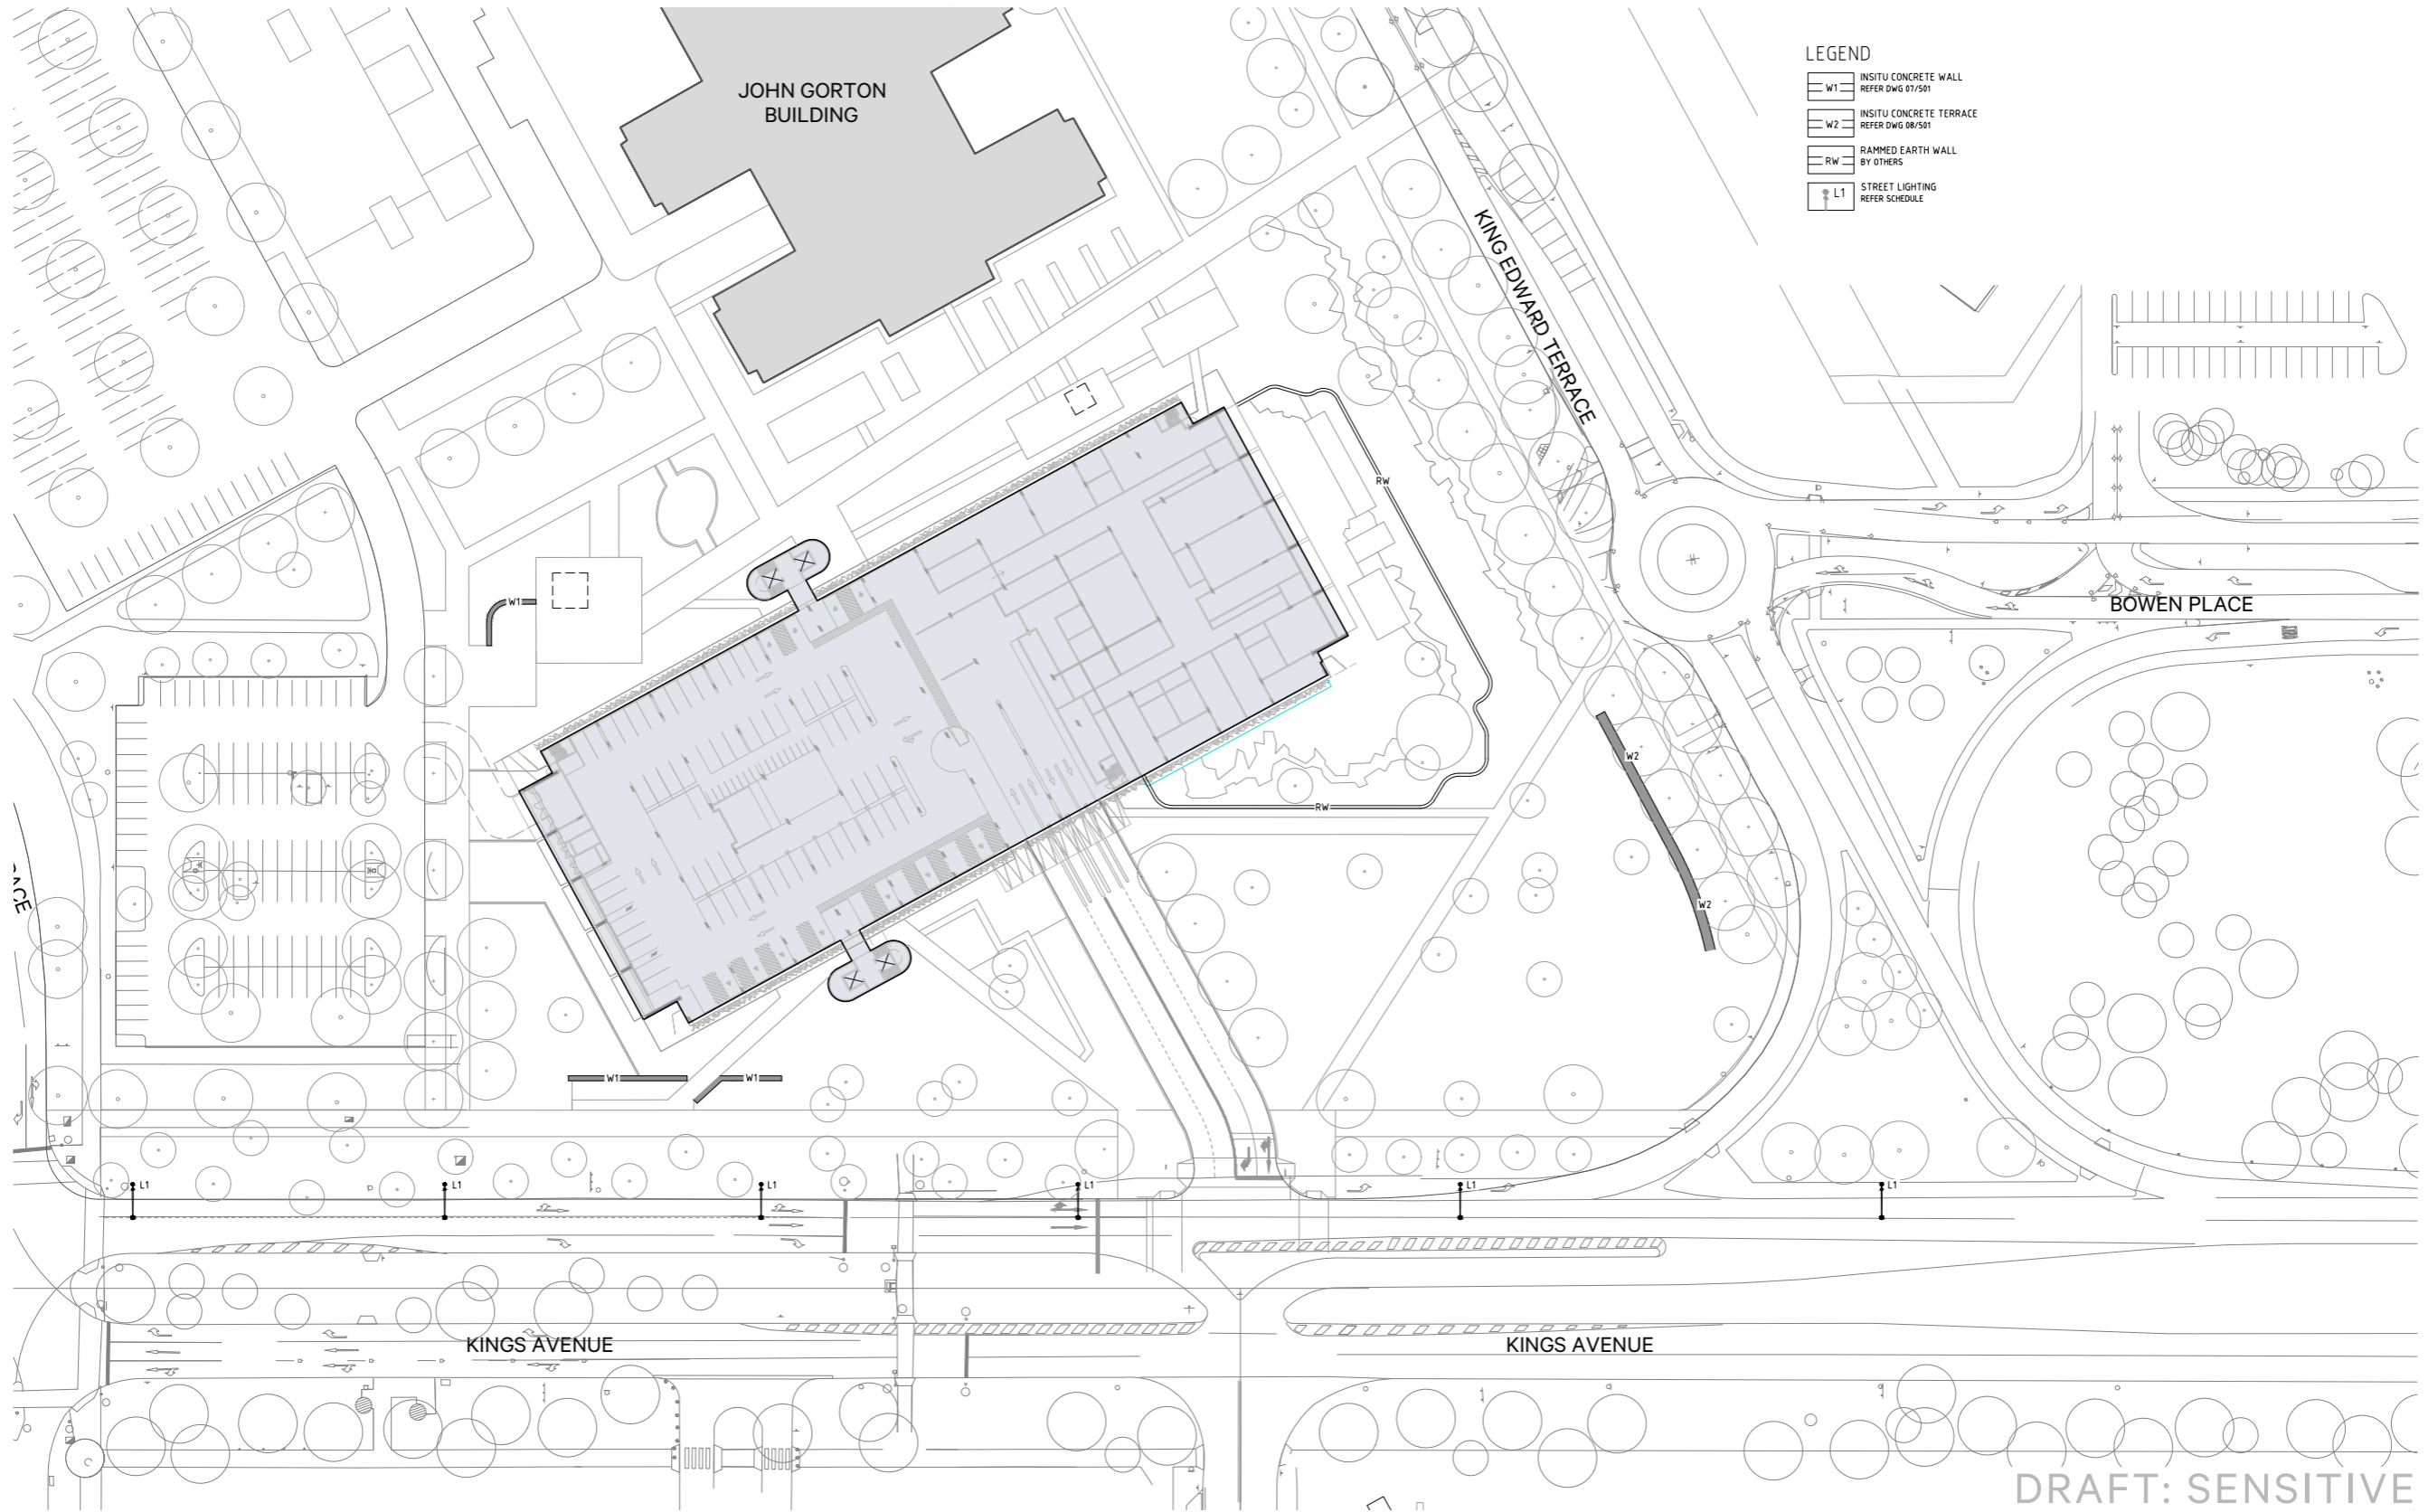 LEGEND
W1
INSITU CONCRETE WALL
REFER DWG 07/501
W2
INSITU CONCRETE TERRACE
REFER DWG 08/501
RW
RAMMED EARTH WALL
BY OTHERS
L1
STREET LIGHTING
REFER SCHEDULE
JOHN GORTON
BUILDING
KING EDWARD TERRACE
RW
W1
BOWEN PLACE
W2
RW
W2
W1
W1
L1
L1
L1
L1
L1
L1
KINGS AVENUE
KINGS AVENUE
DRAFT: SENSITIVE